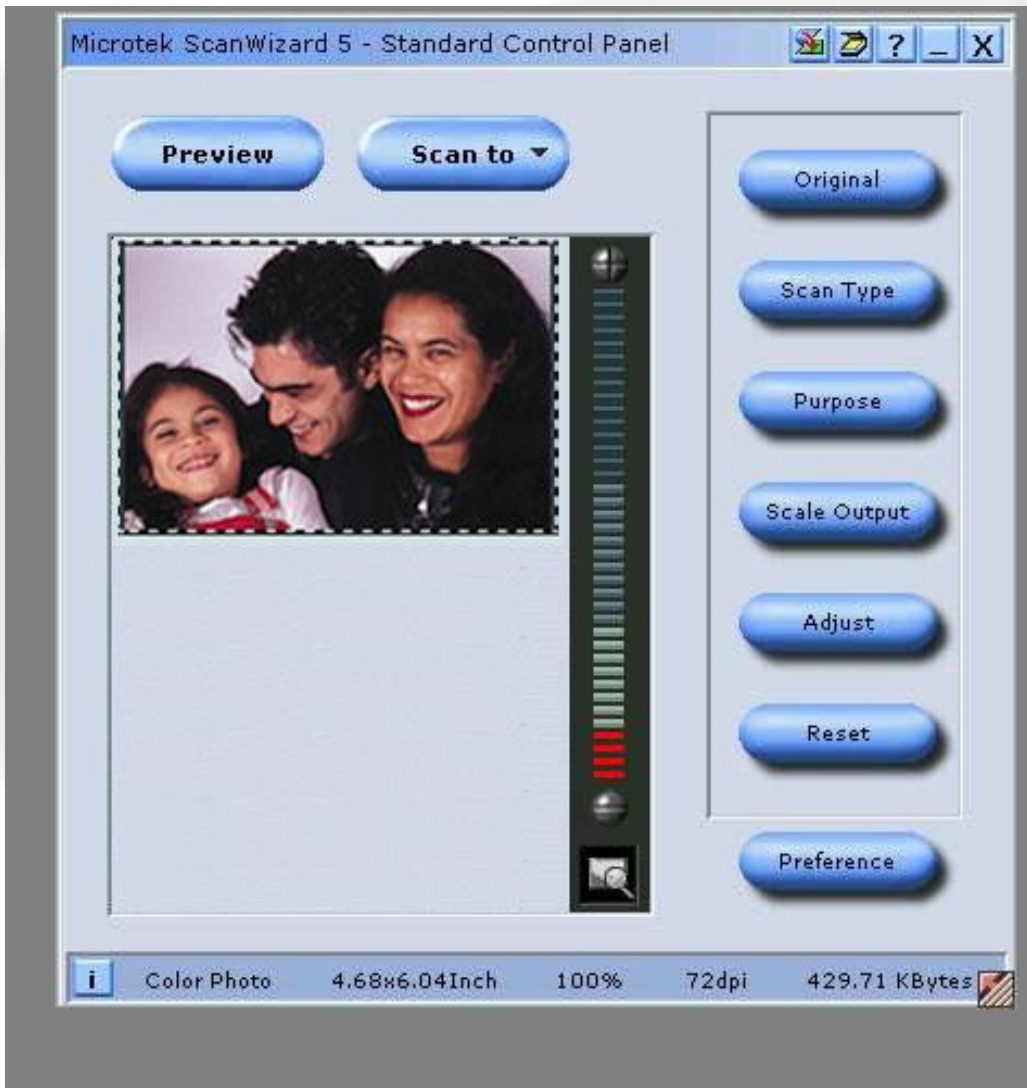 Microtek ScanWizard 5 - Standard Control Panel ? _ X
Preview
Scan to
Original
Scan Type
Purpose
Scale Output
Adjust
Reset
Preference
i Color Photo 4.68x6.04Inch 100% 72dpi 429.71 KBytes